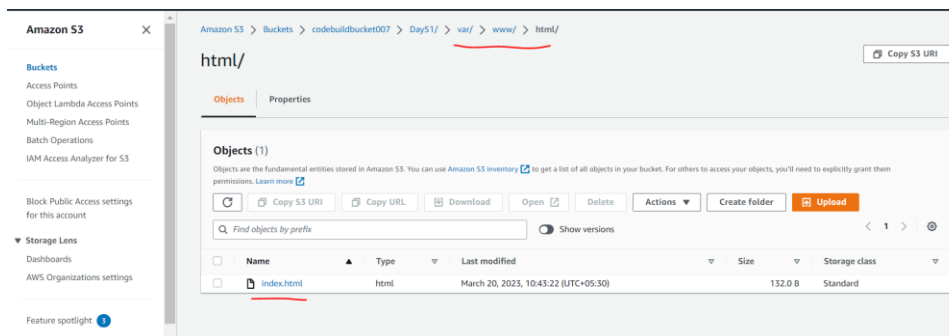 Amazon S3
Amazon S3 > Buckets > codebuildbucket007 > Day51/ > var/ > www/ > html/
html/
Copy S3 URI
Buckets
Access Points
Object Lambda Access Points
Multi-Region Access Points
Batch Operations
IAM Access Analyzer for S3
Block Public Access settings
for this account
Storage Lens
Dashboards
AWS Organizations settings
Feature spotlight 3
Objects Properties
Objects (1)
Objects are the fundamental entities stored in Amazon S3. You can use Amazon S3 inventory to get a list of all objects in your bucket. For others to access your objects, you'll need to explicitly grant them
permissions. Learn more
Copy S3 URI Copy URL Download Open Delete Actions Create folder Upload
Find objects by prefix Show versions < 1 >
Name Type Last modified Size Storage class
index.html html March 20, 2023, 10:43:22 (UTC+05:30) 132.0 B Standard